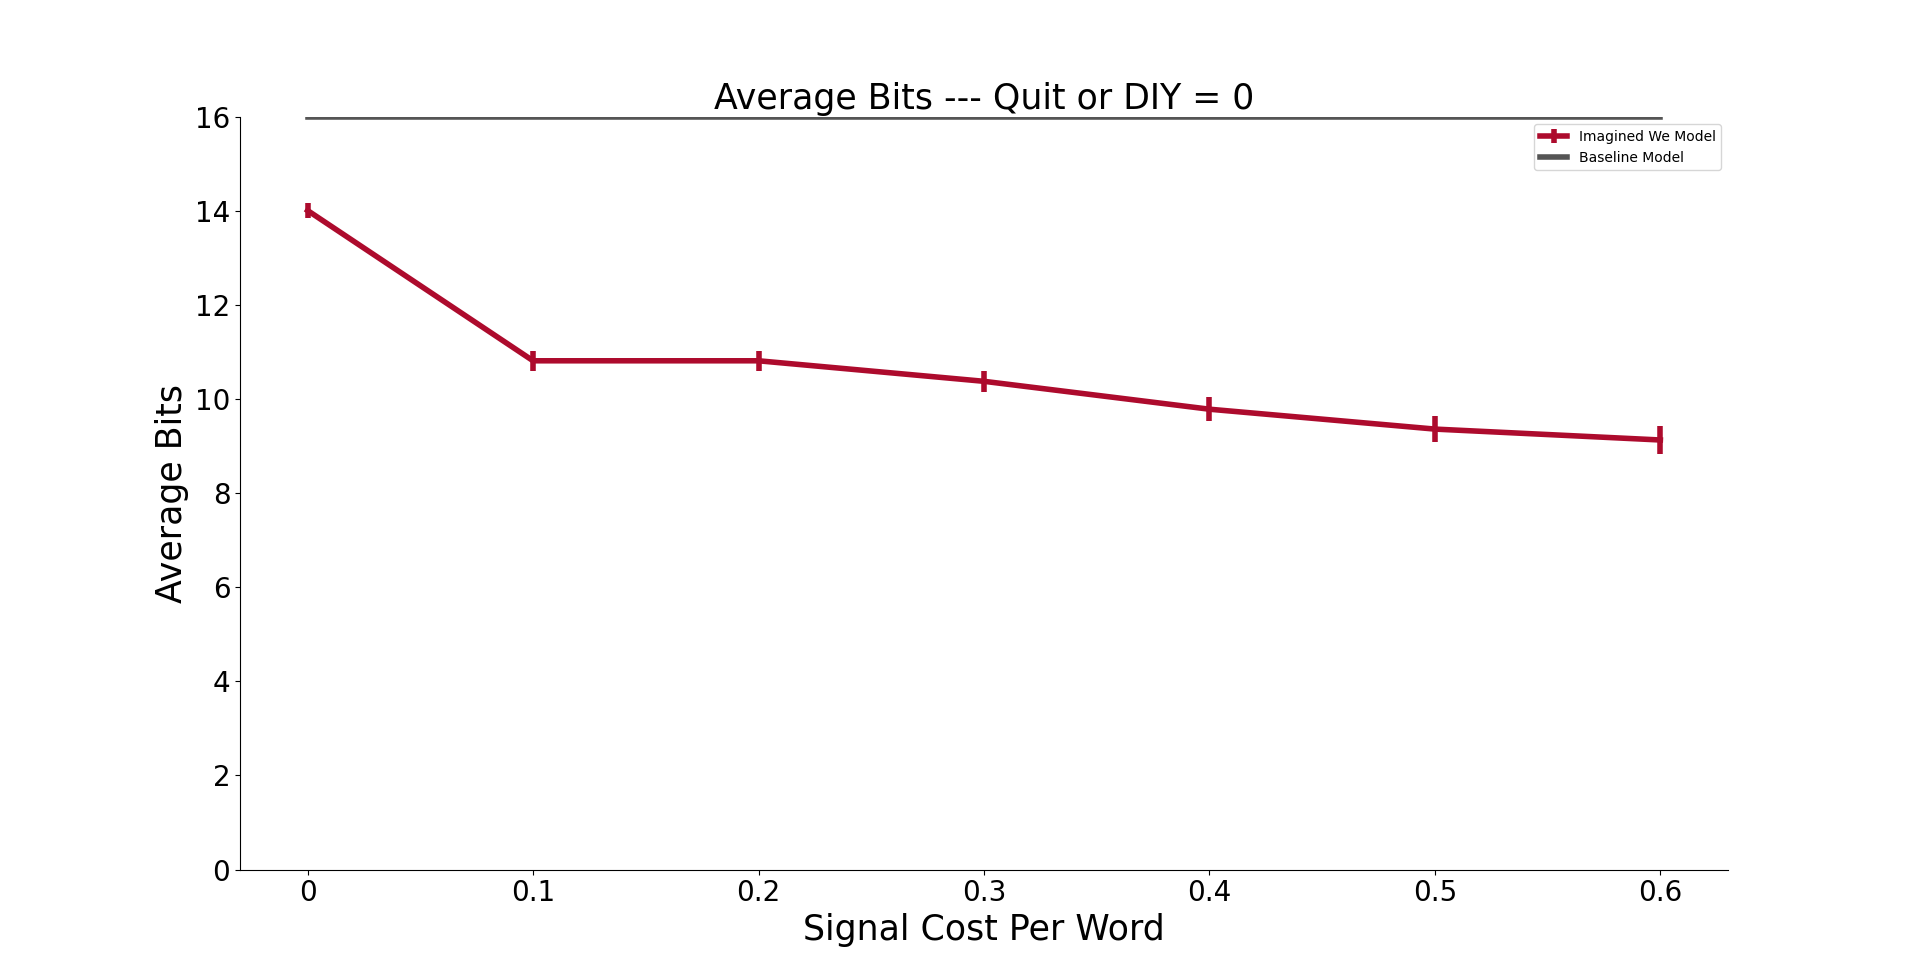 Average Bits --- Quit or DIY = 0
Imagined We Model
Baseline Model
Average Bits
16
14
12
10
8
6
4
2
0
0 0.1 0.2 0.3 0.4 0.5 0.6
Signal Cost Per Word